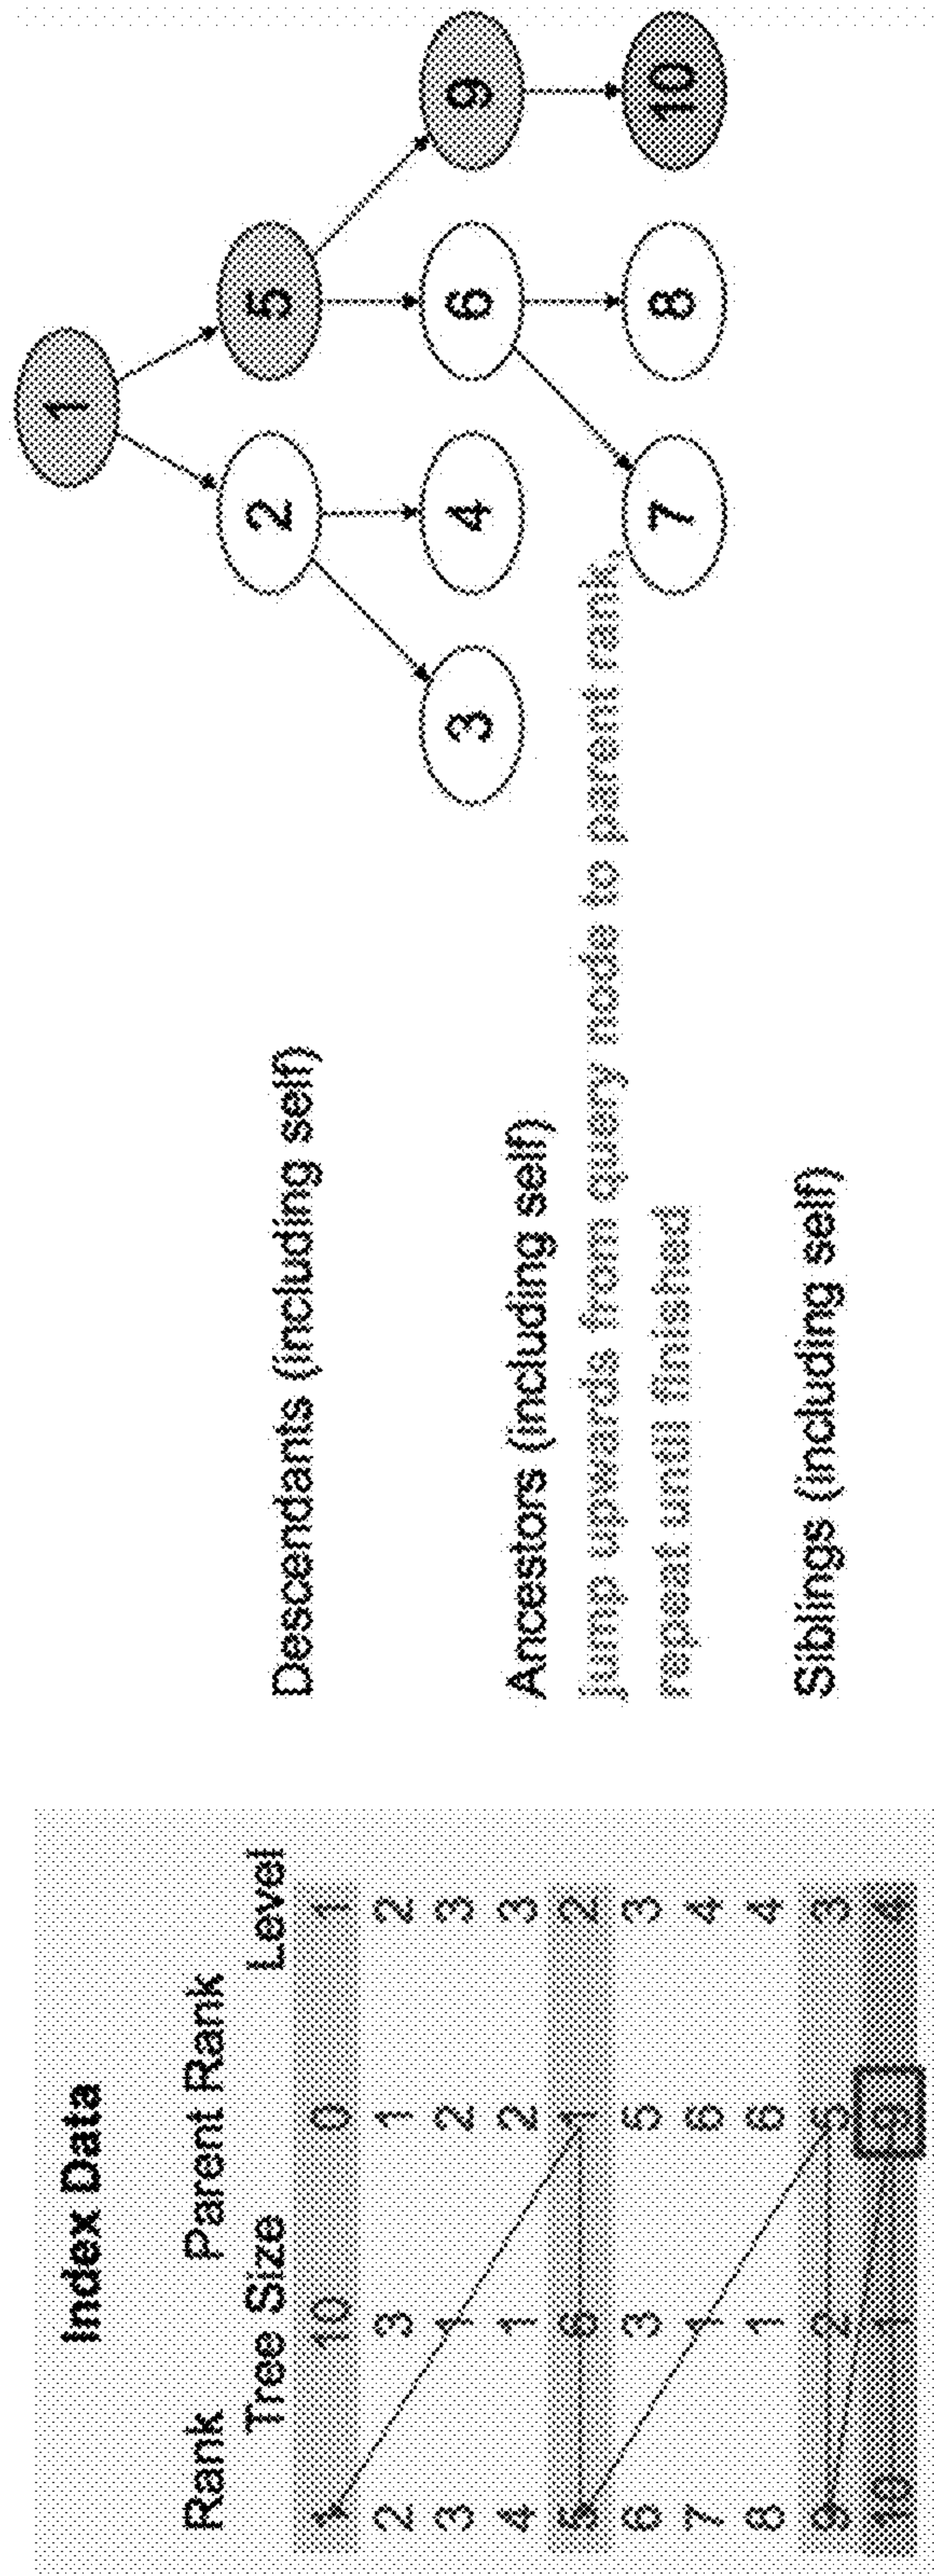 Index Data
Rank Parent Rank
Tree Size Level
1 10 0 1
2 3 1 2
3 1 2 3
4 1 2 3
5 6 1 2
6 3 5 3
7 1 6 4
8 1 6 4
9 2 5 3
10 1 9 4
Descendants (including self)
Ancestors (including self)
jump upwards from query mode to parent rank,
repeat until finished
Siblings (including self)
1
2 5
3 4 6 9
7 8 10